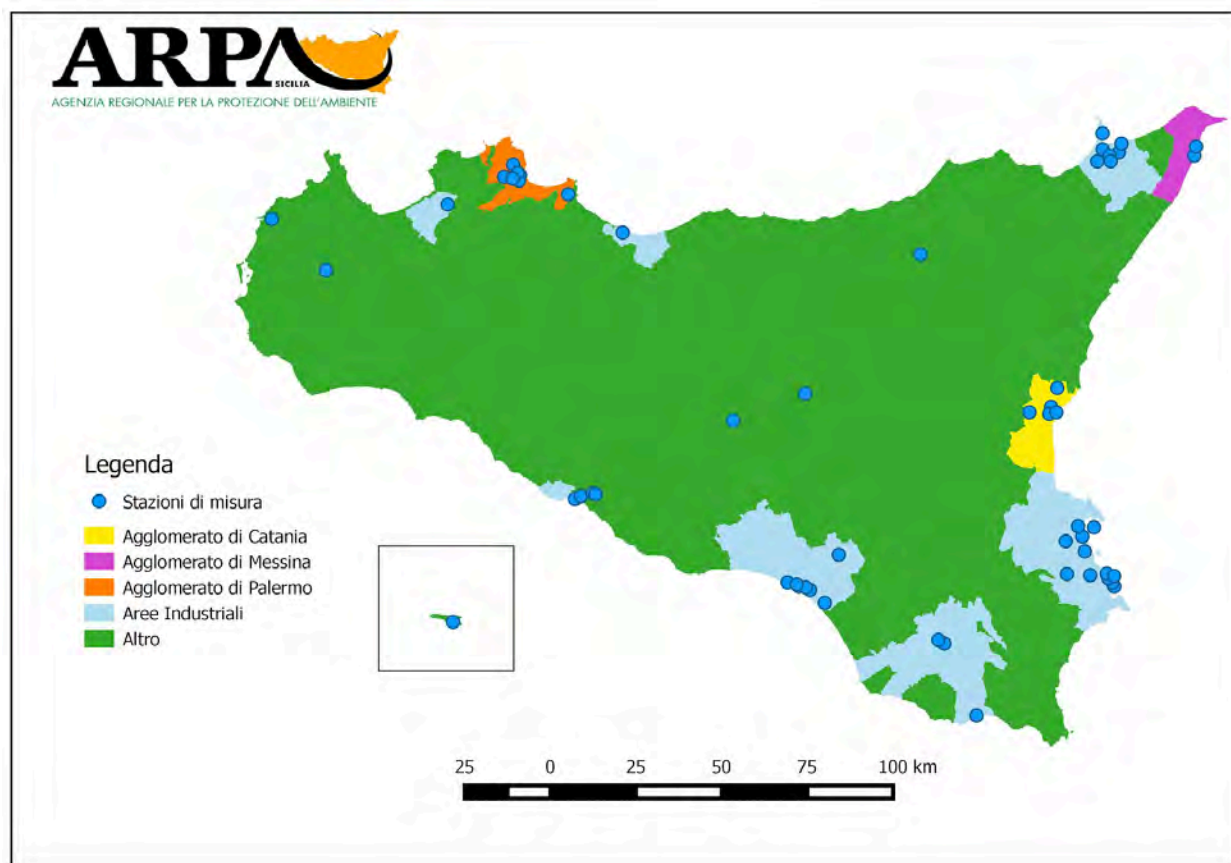 ARPA
SICILIA
AGENZIA REGIONALE PER LA PROTEZIONE DELL'AMBIENTE
Legenda
Stazioni di misura
Agglomerato di Catania
Agglomerato di Messina
Agglomerato di Palermo
Aree Industriali
Altro
25 0 25 50 75 100 km